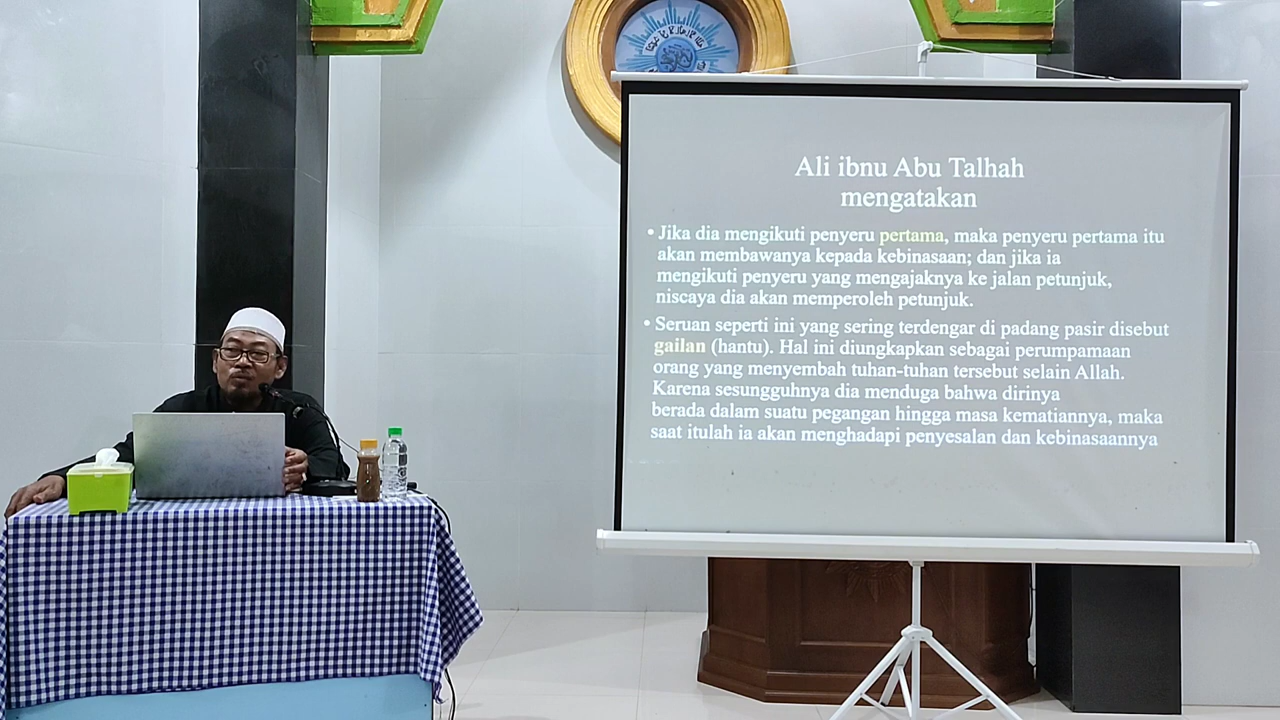 Ali ibnu Abu Talhah
mengatakan
• Jika dia mengikuti penyeru pertama, maka penyeru pertama itu
akan membawanya kepada kebinasaan; dan jika ia
mengikuti penyeru yang mengajaknya ke jalan petunjuk,
niscaya dia akan memperoleh petunjuk.
• Seruan seperti ini yang sering terdengar di padang pasir disebut
gailan (hantu). Hal ini diungkapkan sebagai perumpamaan
orang yang menyembah tuhan-tuhan tersebut selain Allah.
Karena sesungguhnya dia menduga bahwa dirinya
berada dalam suatu pegangan hingga masa kematiannya, maka
saat itulah ia akan menghadapi penyesalan dan kebinasaannya